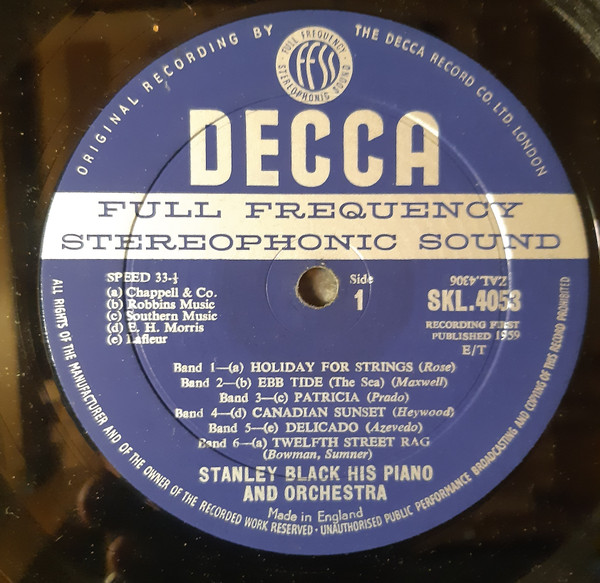 ORIGINAL RECORDING BY THE DECCA RECORD CO. LTD. LONDON
FULL FREQUENCY
FFSS
STEREOPHONIC SOUND
DECCA
FULL FREQUENCY
STEREOPHONIC SOUND
SPEED 33-⅓
(a) Chappell & Co.
(b) Robbins Music
(c) Southern Music
(d) E. H. Morris
(e) Lafleur
Side
1
ZAL.4306
SKL.4053
RECORDING FIRST
PUBLISHED 1959
E/T
Band 1—(a) HOLIDAY FOR STRINGS (Rose)
Band 2—(b) EBB TIDE (The Sea) (Maxwell)
Band 3—(c) PATRICIA (Prado)
Band 4—(d) CANADIAN SUNSET (Heywood)
Band 5—(e) DELICADO (Azevedo)
Band 6—(a) TWELFTH STREET RAG
(Bowman, Sumner)
STANLEY BLACK HIS PIANO
AND ORCHESTRA
Made in England
ALL RIGHTS OF THE MANUFACTURER AND OF THE OWNER OF THE RECORDED WORK RESERVED · UNAUTHORISED PUBLIC PERFORMANCE BROADCASTING AND COPYING OF THIS RECORD PROHIBITED